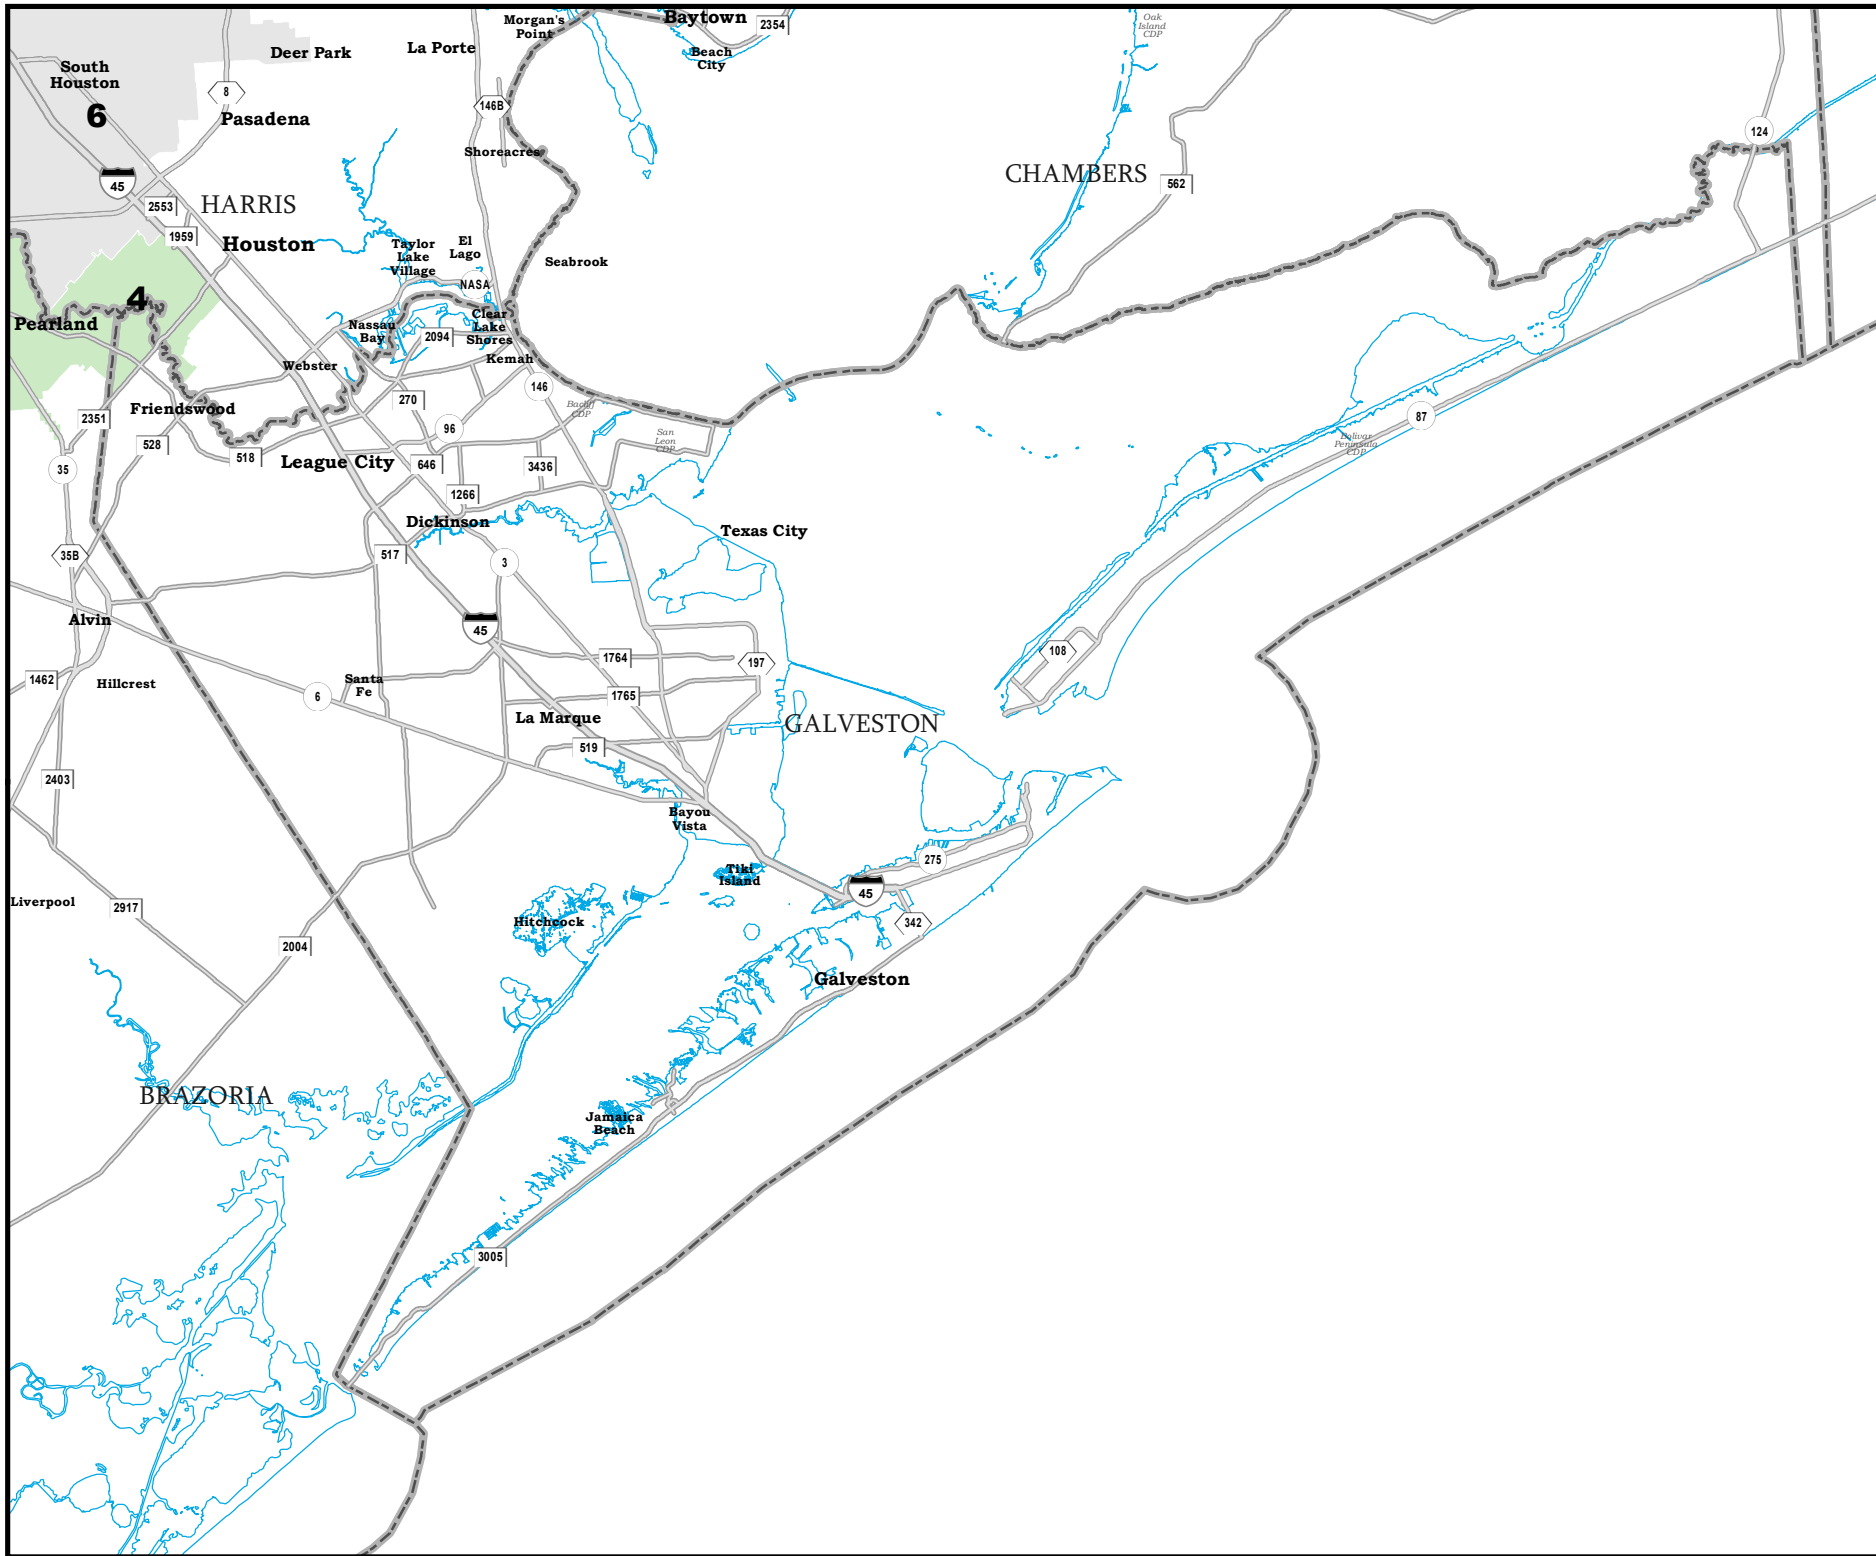 Morgan's
Point
Baytown
2354
Oak
Island
CDP
Deer Park
La Porte
Beach
City
South
Houston
8
6
146B
Pasadena
124
Shoreacres
45
CHAMBERS
562
2553
HARRIS
1959
Houston
Taylor
Lake
Village
El
Lago
Seabrook
NASA
4
Pearland
Nassau
Bay
Clear
Lake
Shores
2094
Kemah
Webster
146
270
Bacliff
CDP
2351
Friendswood
87
528
96
San
Leon
CDP
Bolivar
Peninsula
CDP
518
League City
646
3436
35
1266
Dickinson
Texas City
35B
517
3
Alvin
45
108
1764
197
1462
Hillcrest
Santa
Fe
6
1765
La Marque
GALVESTON
519
2403
Bayou
Vista
275
Tiki
Island
45
Liverpool
2917
Hitchcock
342
2004
Galveston
BRAZORIA
Jamaica
Beach
3005